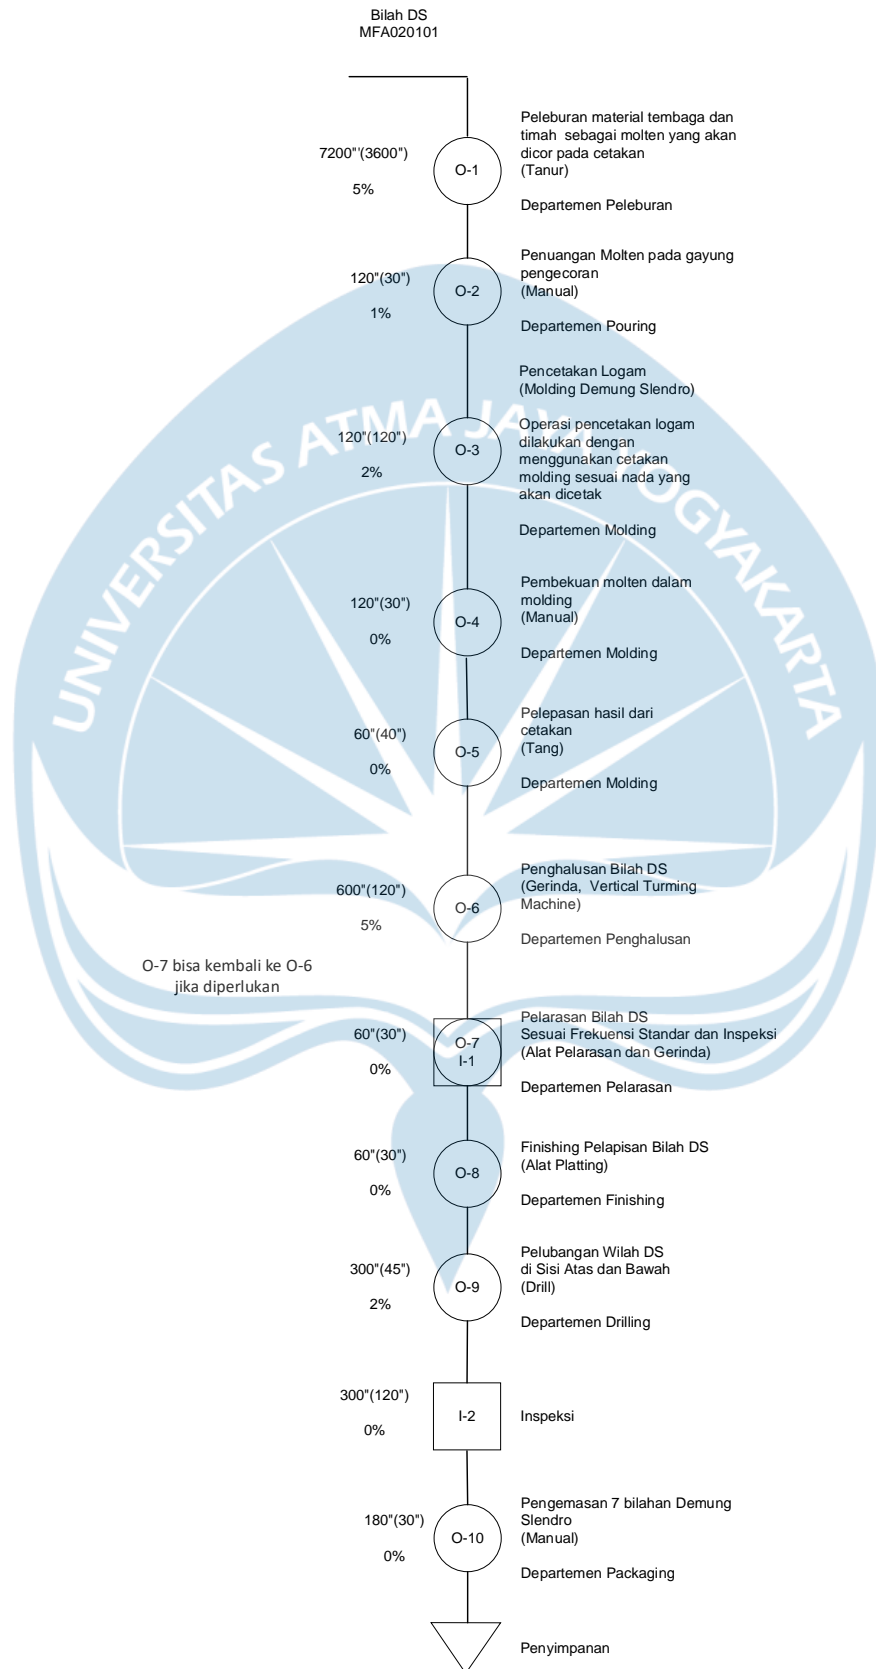 Bilah DS
MFA020101
7200"'(3600")
5%
O-1
Peleburan material tembaga dan
timah  sebagai molten yang akan
dicor pada cetakan
(Tanur)
Departemen Peleburan
120"(30")
1%
O-2
Penuangan Molten pada gayung
pengecoran
(Manual)
Departemen Pouring
Pencetakan Logam
(Molding Demung Slendro)
120"(120")
2%
O-3
Operasi pencetakan logam
dilakukan dengan
menggunakan cetakan
molding sesuai nada yang
akan dicetak
Departemen Molding
120"(30")
0%
O-4
Pembekuan molten dalam
molding
(Manual)
Departemen Molding
60"(40")
0%
O-5
Pelepasan hasil dari
cetakan
(Tang)
Departemen Molding
600"(120")
5%
O-6
Penghalusan Bilah DS
(Gerinda,  Vertical Turming
Machine)
Departemen Penghalusan
O-7 bisa kembali ke O-6
jika diperlukan
60"(30")
0%
O-7
I-1
Pelarasan Bilah DS
Sesuai Frekuensi Standar dan Inspeksi
(Alat Pelarasan dan Gerinda)
Departemen Pelarasan
60"(30")
0%
O-8
Finishing Pelapisan Bilah DS
(Alat Platting)
Departemen Finishing
300"(45")
2%
O-9
Pelubangan Wilah DS
di Sisi Atas dan Bawah
(Drill)
Departemen Drilling
300"(120")
0%
I-2
Inspeksi
180"(30")
0%
O-10
Pengemasan 7 bilahan Demung
Slendro
(Manual)
Departemen Packaging
Penyimpanan
UNIVERSITAS ATMA JAYA YOGYAKARTA